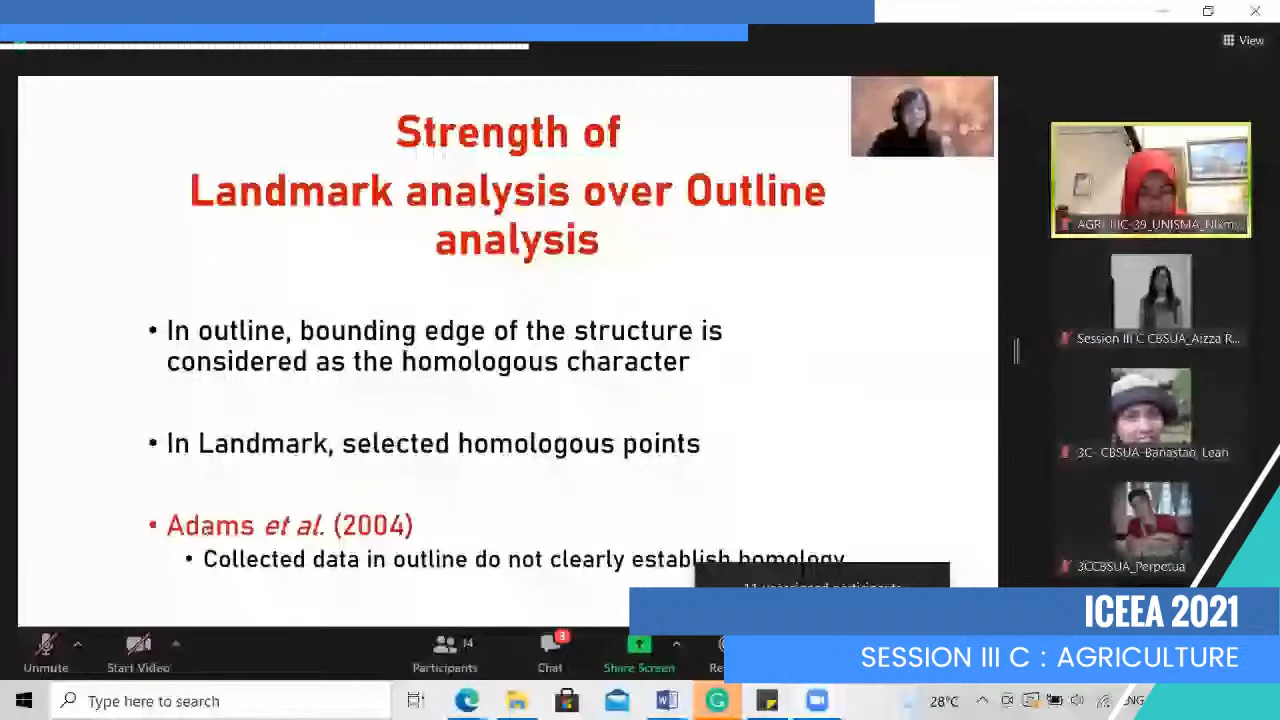 View
Strength of
Landmark analysis over Outline
analysis
• In outline, bounding edge of the structure is
considered as the homologous character
• In Landmark, selected homologous points
• Adams et al. (2004)
• Collected data in outline do not clearly establish homology
AGRI IIIC-39_UNISMA_Nikm...
Session III C CBSUA_Aizza R...
3C- CBSUA-Banastao, Lean
3CCBSUA_Perpetua
ICEEA 2021
SESSION III C : AGRICULTURE
Unmute
Start Video
Participants
14
Chat
3
Share Screen
Type here to search
28°C
ENG